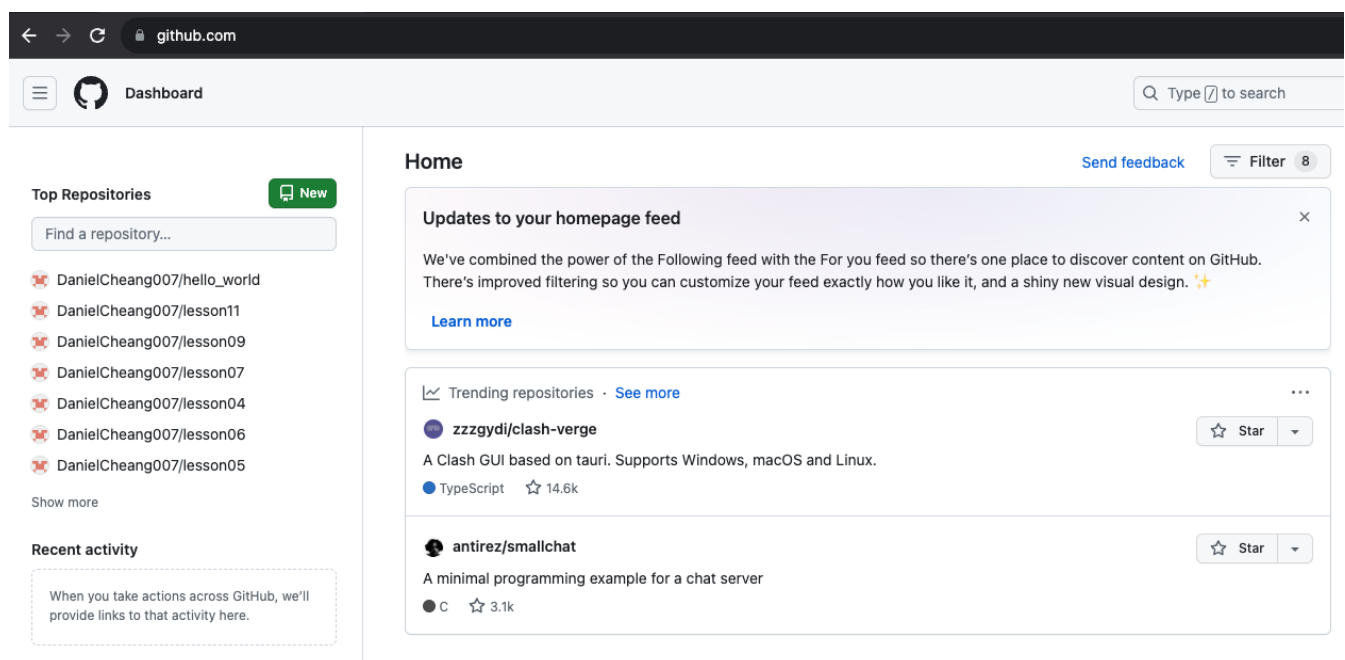 github.com
Dashboard
Type / to search
Top Repositories
New
Find a repository...
DanielCheang007/hello_world
DanielCheang007/lesson11
DanielCheang007/lesson09
DanielCheang007/lesson07
DanielCheang007/lesson04
DanielCheang007/lesson06
DanielCheang007/lesson05
Show more
Recent activity
When you take actions across GitHub, we’ll
provide links to that activity here.
Home
Send feedback
Filter 8
Updates to your homepage feed
We've combined the power of the Following feed with the For you feed so there’s one place to discover content on GitHub.
There’s improved filtering so you can customize your feed exactly how you like it, and a shiny new visual design. ✨
Learn more
Trending repositories · See more
zzzgydi/clash-verge
Star
A Clash GUI based on tauri. Supports Windows, macOS and Linux.
TypeScript 14.6k
antirez/smallchat
Star
A minimal programming example for a chat server
C 3.1k